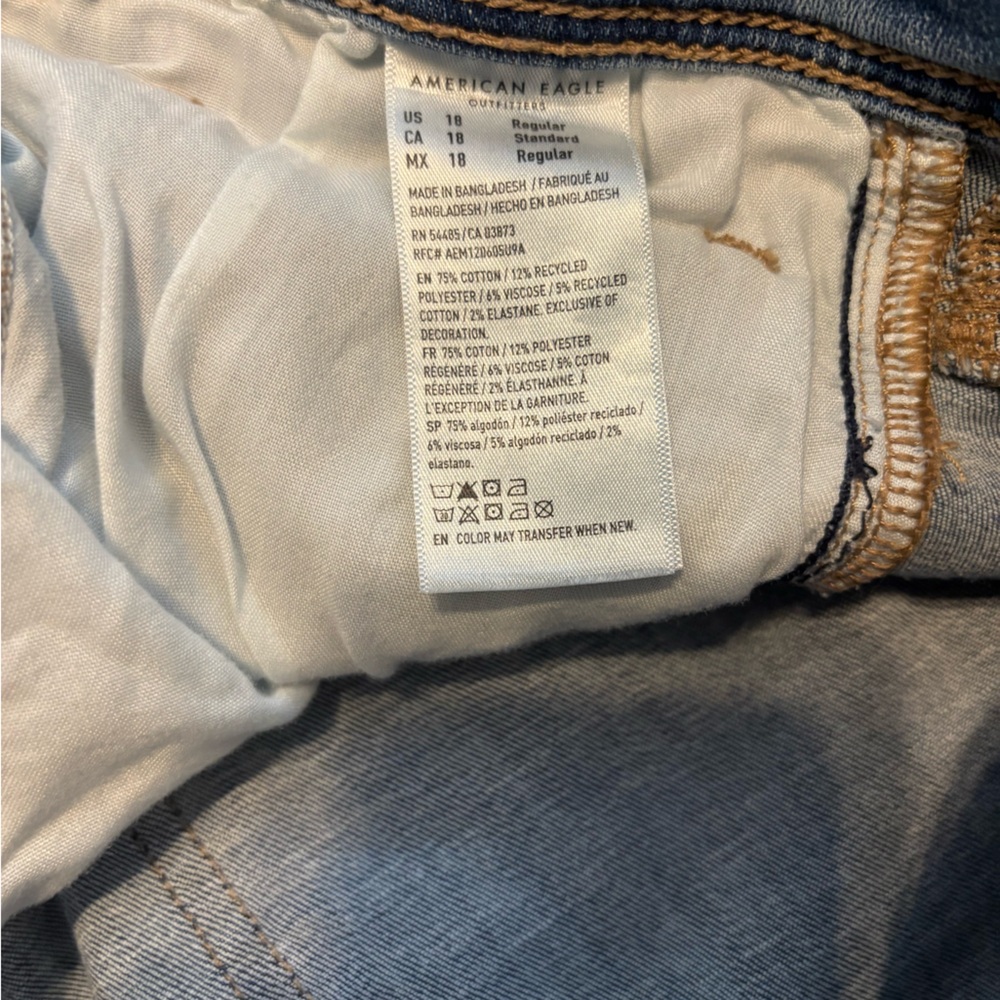 AMERICAN EAGLE
OUTFITTERS
US 18 Regular
CA 18 Standard
MX 18 Regular
MADE IN BANGLADESH / FABRIQUÉ AU
BANGLADESH / HECHO EN BANGLADESH
RN 54485/CA 03873
RFC# AEM120605U9A
EN 75% COTTON / 12% RECYCLED
POLYESTER / 6% VISCOSE / 5% RECYCLED
COTTON / 2% ELASTANE. EXCLUSIVE OF
DECORATION.
FR 75% COTON / 12% POLYESTER
RÉGÉNÉRÉ / 6% VISCOSE / 5% COTON
RÉGÉNÉRÉ / 2% ÉLASTHANNE. À
L'EXCEPTION DE LA GARNITURE.
SP 75% algodón / 12% poliéster reciclado /
6% viscosa / 5% algodón reciclado / 2%
elastano.
EN COLOR MAY TRANSFER WHEN NEW.